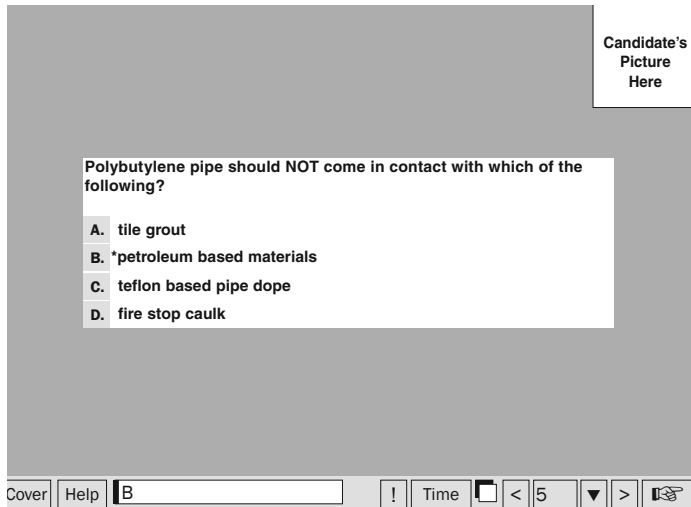 Candidate's
Picture
Here
Polybutylene pipe should NOT come in contact with which of the
following?
A. tile grout
B. *petroleum based materials
C. teflon based pipe dope
D. fire stop caulk
Cover Help B ! Time < 5 ▼ >